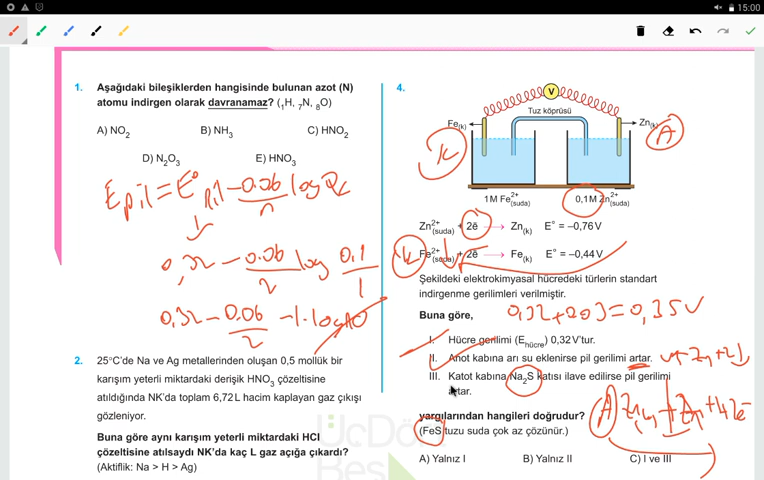 15:00
1. Aşağıdaki bileşiklerden hangisinde bulunan azot (N)
atomu indirgen olarak davranamaz? (₁H, ₇N, ₈O)
A) NO₂ B) NH₃ C) HNO₂
D) N₂O₃ E) HNO₃
Epil = E°pil - 0.06/n log Qc
0,32 - 0.06/2 log 0,1/1
0,32 - 0.06/2 - 1.log10
2. 25°C'de Na ve Ag metallerinden oluşan 0,5 mollük bir
karışım yeterli miktardaki derişik HNO₃ çözeltisine
atıldığında NK'da toplam 6,72 L hacim kaplayan gaz çıkışı
gözleniyor.
Buna göre aynı karışım yeterli miktardaki HCl
çözeltisine atılsaydı NK'da kaç L gaz açığa çıkardı?
(Aktiflik: Na > H > Ag)
4.
V
Tuz köprüsü
Fe(k)
Zn(k)
K
A
1M Fe²⁺(suda) 0,1M Zn²⁺(suda)
Zn²⁺(suda) + 2ē → Zn(k) E° = –0,76 V
K Fe²⁺(suda) + 2ē → Fe(k) E° = –0,44 V
Şekildeki elektrokimyasal hücredeki türlerin standart
indirgenme gerilimleri verilmiştir.
Buna göre,
0,32+0,03=0,35V
I. Hücre gerilimi (Ehücre) 0,32 V'tur.
II. Anot kabına arı su eklenirse pil gerilimi artar.
III. Katot kabına Na₂S katısı ilave edilirse pil gerilimi
artar.
yargılarından hangileri doğrudur?
(FeS tuzu suda çok az çözünür.)
A) Yalnız I B) Yalnız II C) I ve III
ÜçDört
Beş